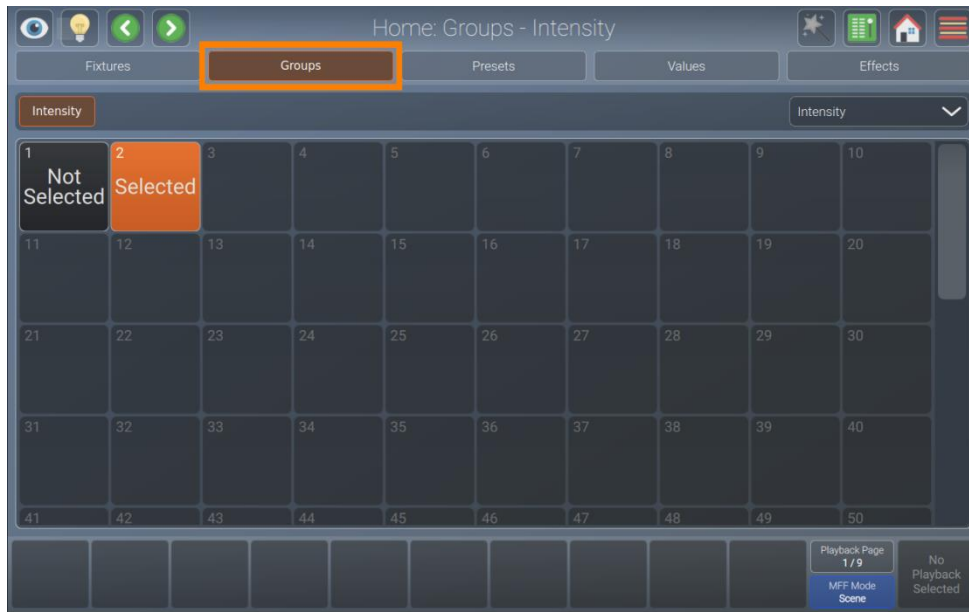 Home: Groups - Intensity
Fixtures Groups Presets Values Effects
Intensity Intensity
1 2 3 4 5 6 7 8 9 10
Not
Selected Selected
11 12 13 14 15 16 17 18 19 20
21 22 23 24 25 26 27 28 29 30
31 32 33 34 35 36 37 38 39 40
41 42 43 44 45 46 47 48 49 50
Playback Page
1 / 9
MFF Mode
Scene
No
Playback
Selected